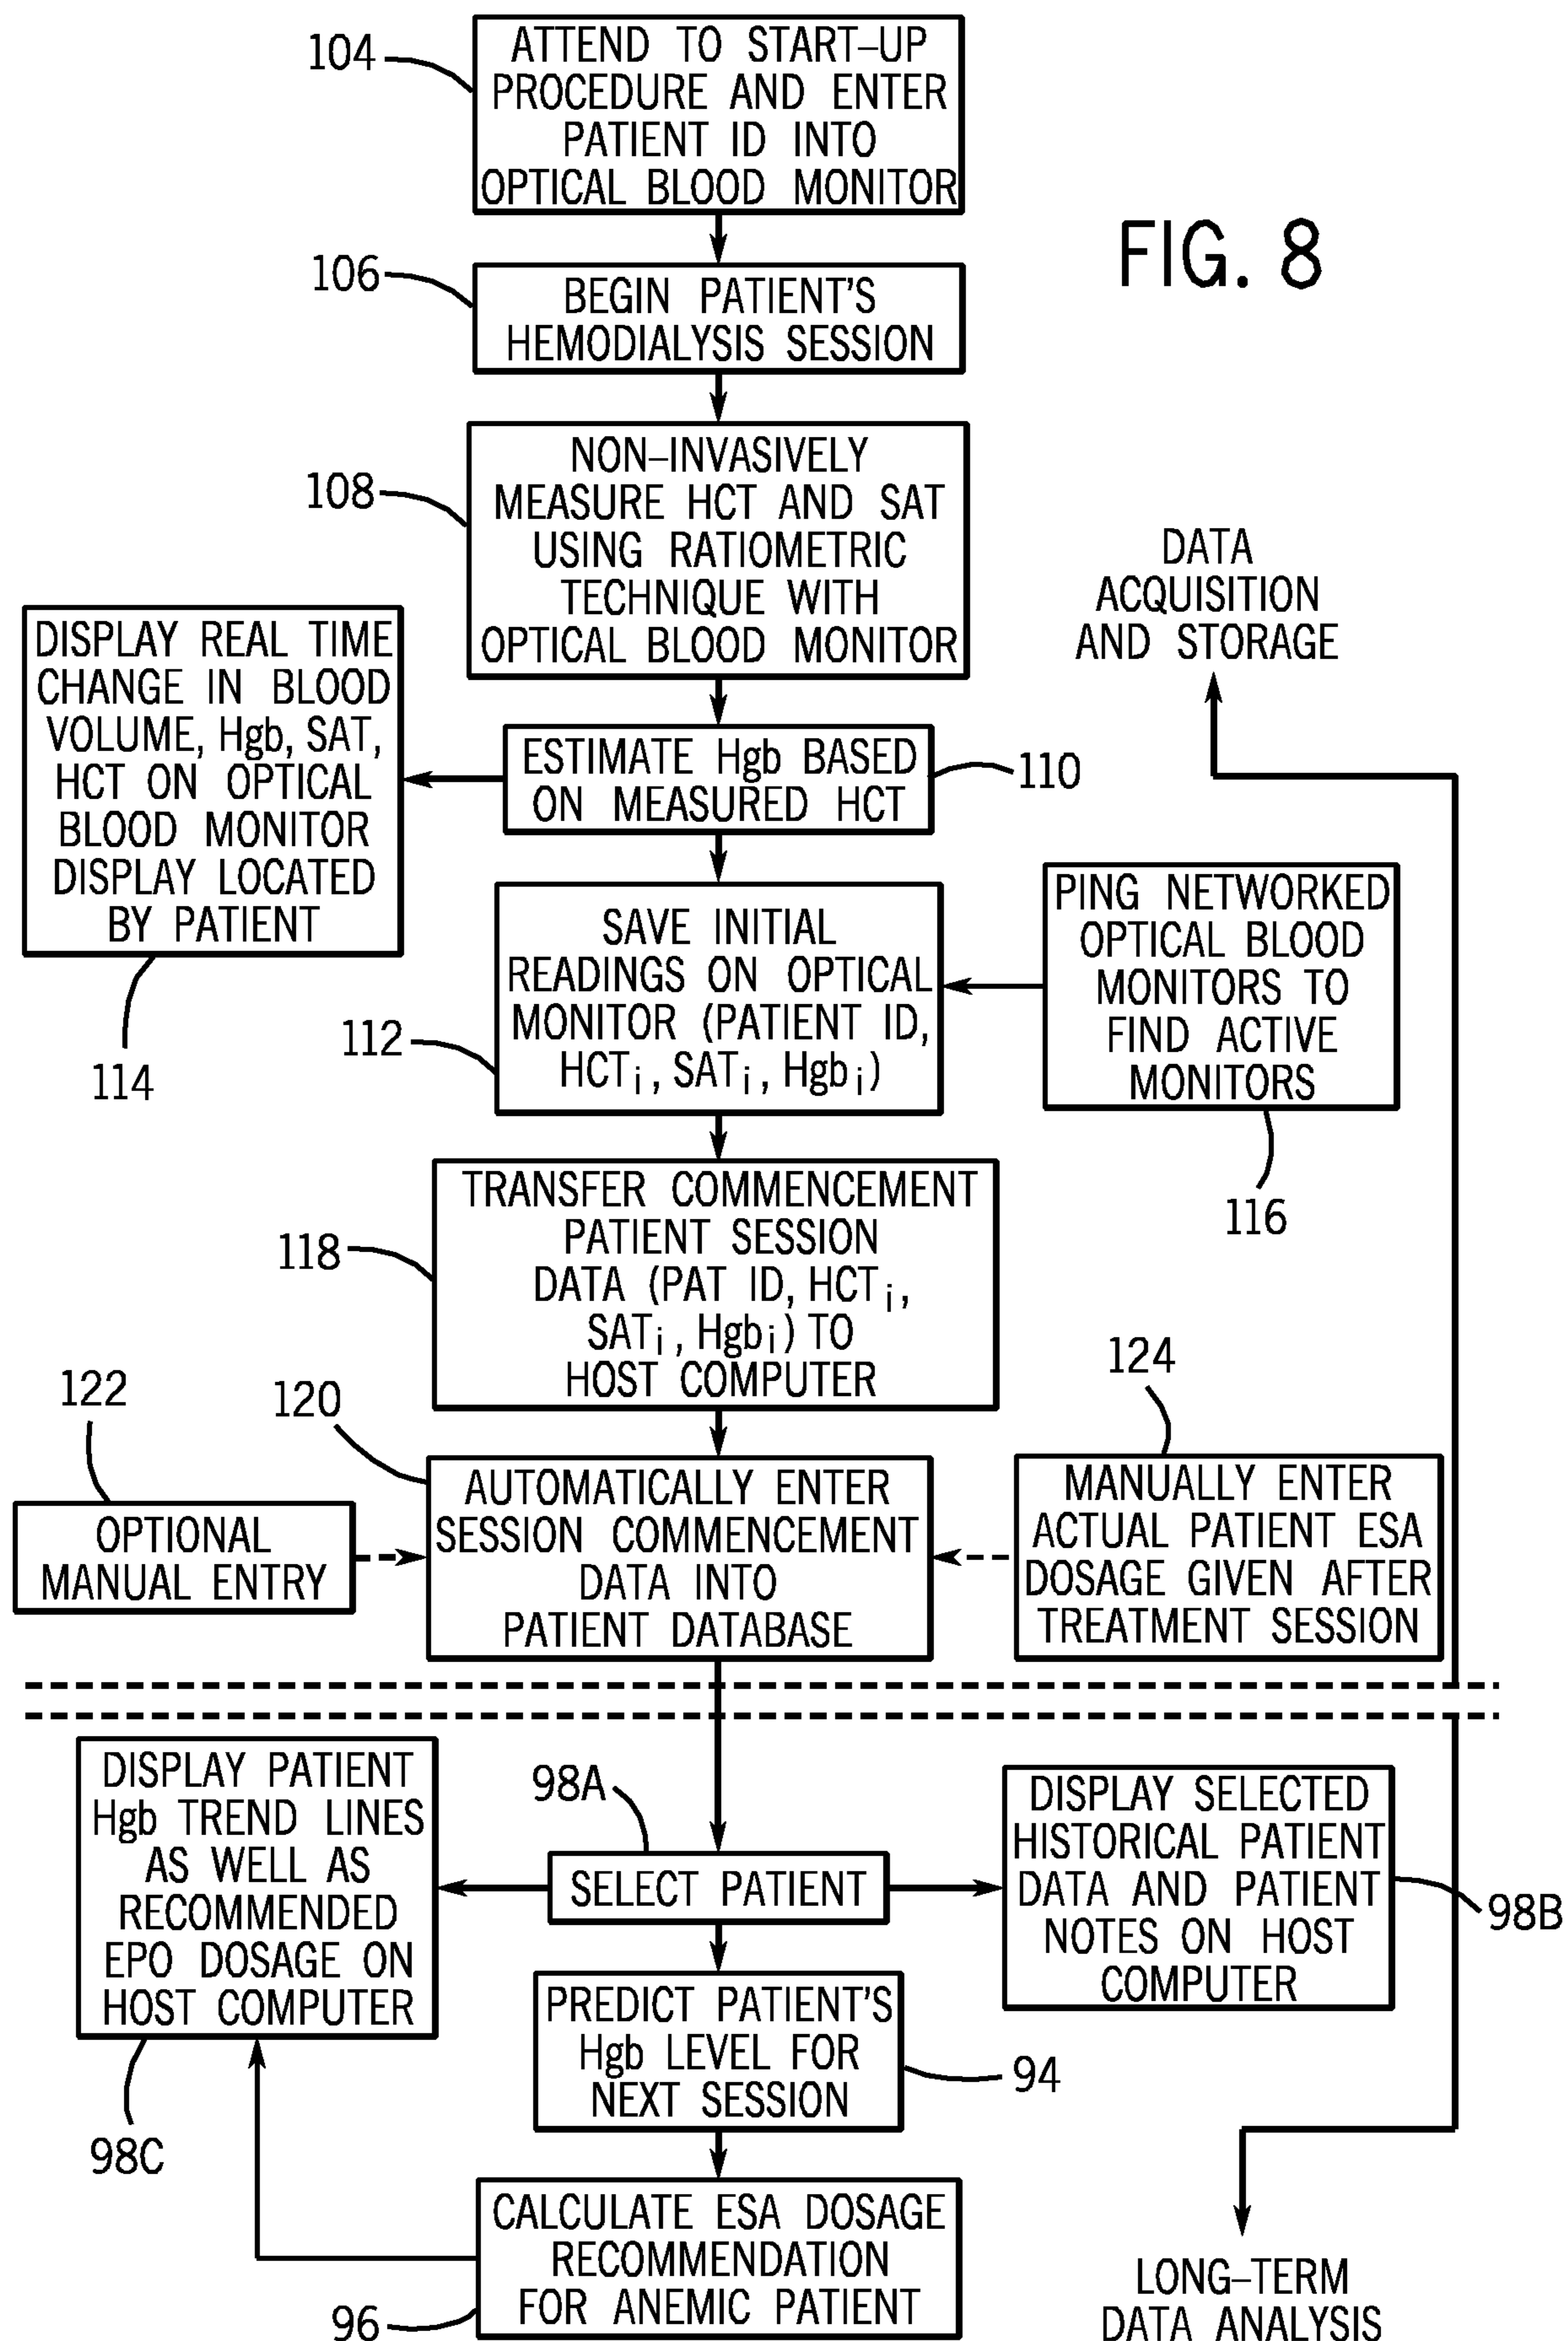 104
ATTEND TO START–UP
PROCEDURE AND ENTER
PATIENT ID INTO
OPTICAL BLOOD MONITOR
FIG. 8
106
BEGIN PATIENT'S
HEMODIALYSIS SESSION
108
NON–INVASIVELY
MEASURE HCT AND SAT
USING RATIOMETRIC
TECHNIQUE WITH
OPTICAL BLOOD MONITOR
DATA
ACQUISITION
AND STORAGE
DISPLAY REAL TIME
CHANGE IN BLOOD
VOLUME, Hgb, SAT,
HCT ON OPTICAL
BLOOD MONITOR
DISPLAY LOCATED
BY PATIENT
114
ESTIMATE Hgb BASED
ON MEASURED HCT
110
SAVE INITIAL
READINGS ON OPTICAL
MONITOR (PATIENT ID,
HCT i , SAT i , Hgb i )
112
PING NETWORKED
OPTICAL BLOOD
MONITORS TO
FIND ACTIVE
MONITORS
116
118
TRANSFER COMMENCEMENT
PATIENT SESSION
DATA (PAT ID, HCT i ,
SAT i , Hgb i ) TO
HOST COMPUTER
122
OPTIONAL
MANUAL ENTRY
120
AUTOMATICALLY ENTER
SESSION COMMENCEMENT
DATA INTO
PATIENT DATABASE
124
MANUALLY ENTER
ACTUAL PATIENT ESA
DOSAGE GIVEN AFTER
TREATMENT SESSION
DISPLAY PATIENT
Hgb TREND LINES
AS WELL AS
RECOMMENDED
EPO DOSAGE ON
HOST COMPUTER
98C
98A
SELECT PATIENT
DISPLAY SELECTED
HISTORICAL PATIENT
DATA AND PATIENT
NOTES ON HOST
COMPUTER
98B
PREDICT PATIENT'S
Hgb LEVEL FOR
NEXT SESSION
94
CALCULATE ESA DOSAGE
RECOMMENDATION
FOR ANEMIC PATIENT
96
LONG–TERM
DATA ANALYSIS